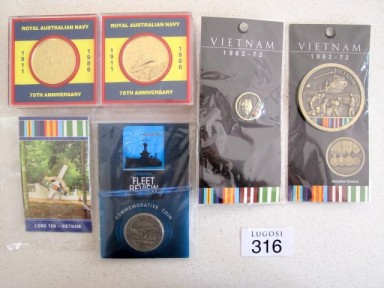 ROYAL AUSTRALIAN NAVY
1911
1986
75TH ANNIVERSARY
ROYAL AUSTRALIAN NAVY
1911
1986
75TH ANNIVERSARY
VIETNAM
1962-72
VIETNAM
1962-72
LONG TAN - VIETNAM
FLEET
REVIEW
COMMEMORATIVE COIN
LUGOSI
316